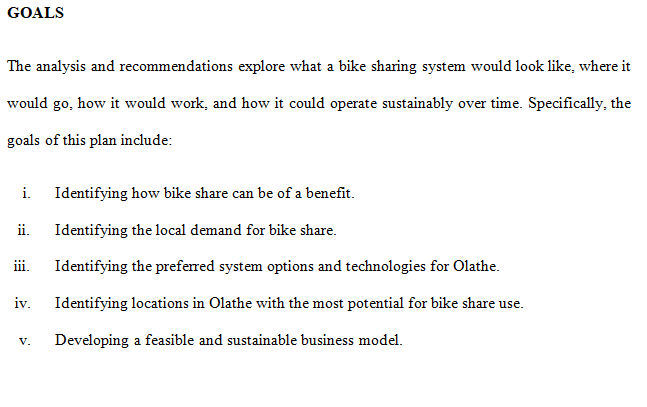 GOALS
The analysis and recommendations explore what a bike sharing system would look like, where it
would go, how it would work, and how it could operate sustainably over time. Specifically, the
goals of this plan include:
i. Identifying how bike share can be of a benefit.
ii. Identifying the local demand for bike share.
iii. Identifying the preferred system options and technologies for Olathe.
iv. Identifying locations in Olathe with the most potential for bike share use.
v. Developing a feasible and sustainable business model.